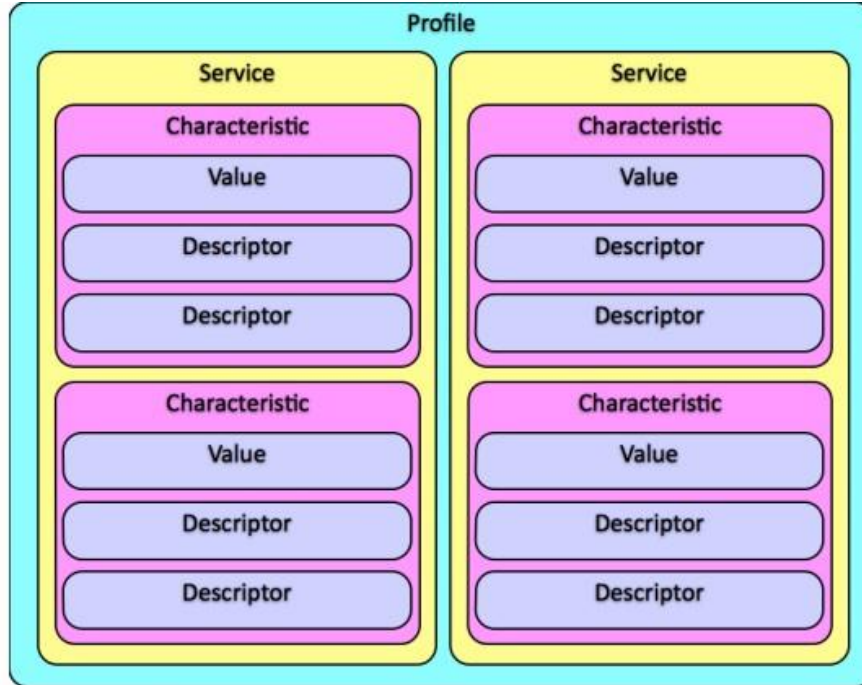 Profile
Service
Characteristic
Value
Descriptor
Descriptor
Characteristic
Value
Descriptor
Descriptor
Service
Characteristic
Value
Descriptor
Descriptor
Characteristic
Value
Descriptor
Descriptor